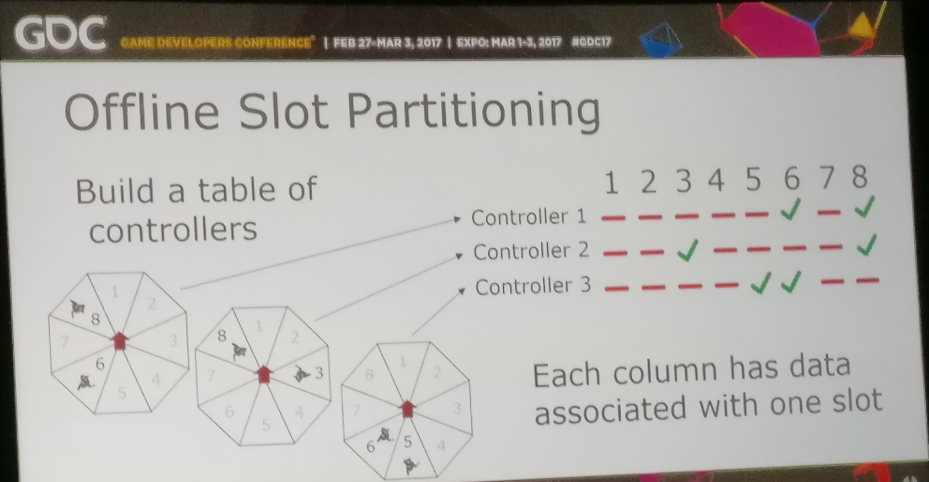 GDC GAME DEVELOPERS CONFERENCE® | FEB 27-MAR 3, 2017 | EXPO: MAR 1-3, 2017 #GDC17
Offline Slot Partitioning
Build a table of
controllers
1 2 3 4 5 6 7 8
Controller 1
Controller 2
Controller 3
1 2 3 4 5 6 7 8
1 2 3 4 5 6 7 8
1 2 3 4 5 6 7 8
Each column has data
associated with one slot